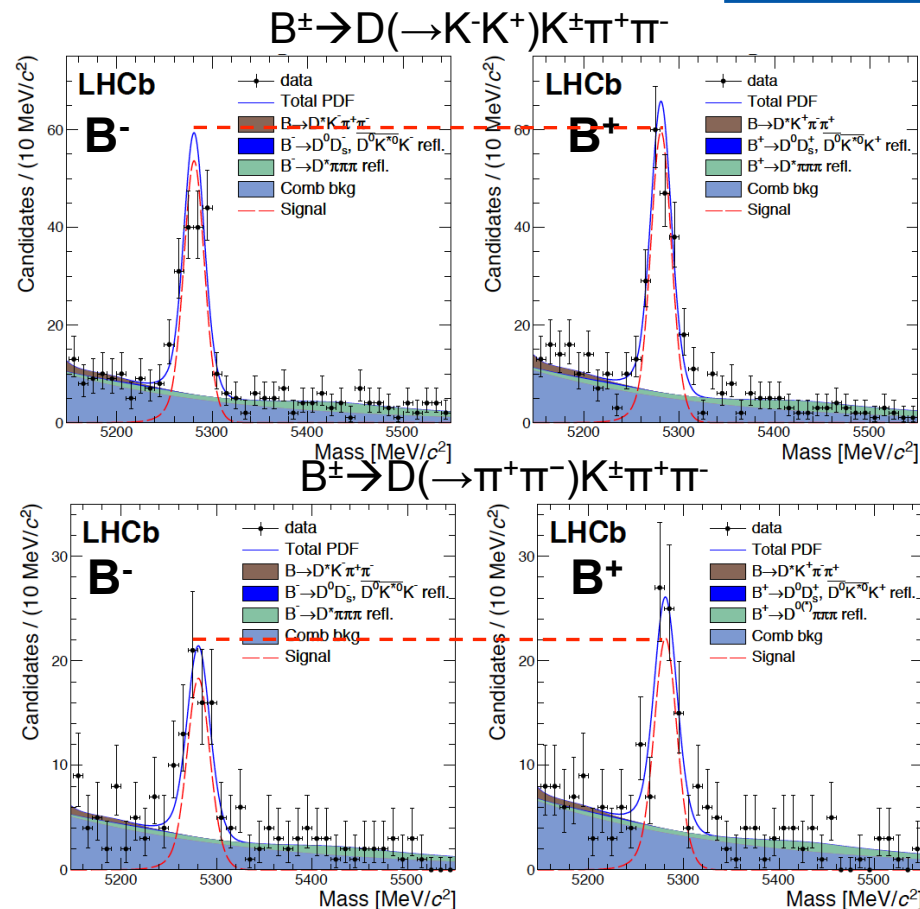 B±→D(→K⁻K⁺)K±π⁺π⁻
LHCb
B⁻
data
Total PDF
B→D*K⁻π⁺π⁻
B⁻→D⁰D⁻s, D⁰K*⁰K⁻ refl.
B⁻→D*πππ refl.
Comb bkg
Signal
Candidates / (10 MeV/c²)
60
40
20
0
5200 5300 5400 5500
Mass [MeV/c²]
LHCb
B⁺
data
Total PDF
B→D*K⁺π⁻π⁺
B⁺→D⁰D⁺s, D⁰K*⁰K⁺ refl.
B⁺→D*πππ refl.
Comb bkg
Signal
Candidates / (10 MeV/c²)
60
40
20
0
5200 5300 5400 5500
Mass [MeV/c²]
B±→D(→π⁺π⁻)K±π⁺π⁻
LHCb
B⁻
data
Total PDF
B→D*K⁻π⁺π⁻
B⁻→D⁰D⁻s, D⁰K*⁰K⁻ refl.
B⁻→D*πππ refl.
Comb bkg
Signal
Candidates / (10 MeV/c²)
30
20
10
0
5200 5300 5400 5500
Mass [MeV/c²]
LHCb
B⁺
data
Total PDF
B→D*K⁺π⁻π⁺
B⁺→D⁰D⁺s, D⁰K*⁰K⁺ refl.
B⁺→D⁰⁽*⁾πππ refl.
Comb bkg
Signal
Candidates / (10 MeV/c²)
30
20
10
0
5200 5300 5400 5500
Mass [MeV/c²]